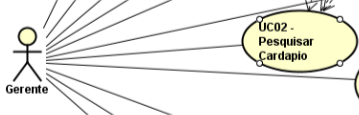 UC02 -
Pesquisar
Cardapio
Gerente